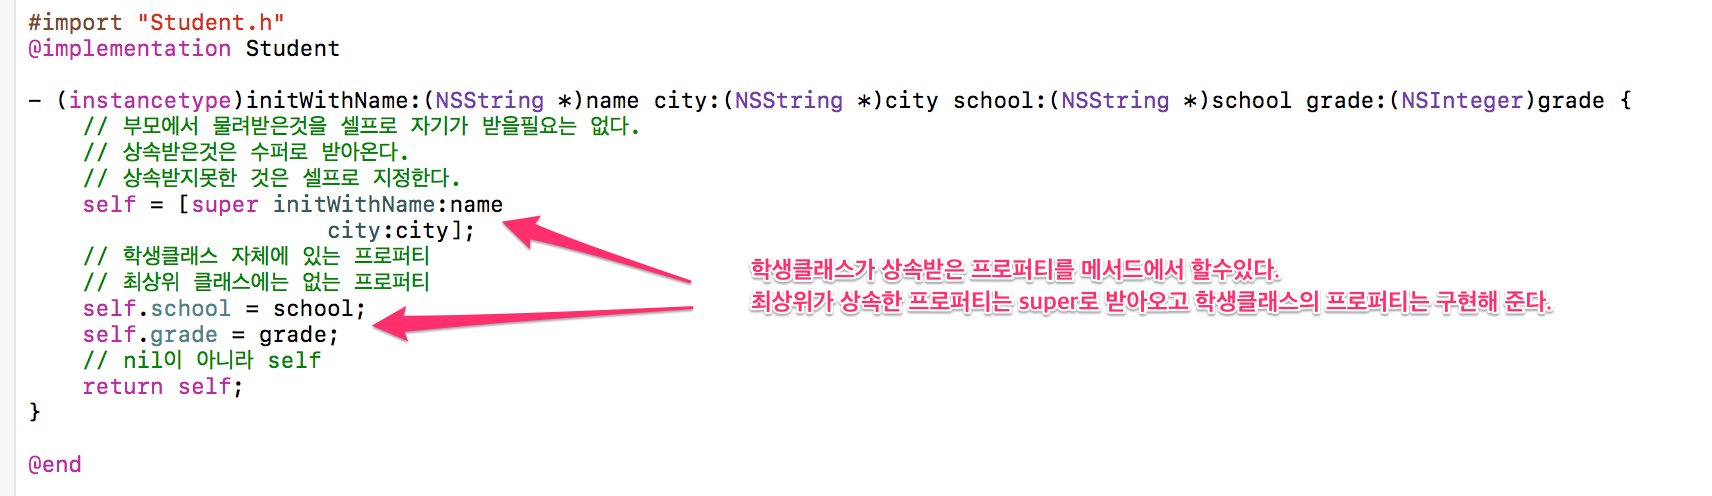 #import "Student.h"
@implementation Student
- (instancetype)initWithName:(NSString *)name city:(NSString *)city school:(NSString *)school grade:(NSInteger)grade {
// 부모에서 물려받은것을 셀프로 자기가 받을필요는 없다.
// 상속받은것은 수퍼로 받아온다.
// 상속받지못한 것은 셀프로 지정한다.
self = [super initWithName:name
city:city];
// 학생클래스 자체에 있는 프로퍼티
// 최상위 클래스에는 없는 프로퍼티
self.school = school;
self.grade = grade;
// nil이 아니라 self
return self;
}
@end
학생클래스가 상속받은 프로퍼티를 메서드에서 할수있다.
최상위가 상속한 프로퍼티는 super로 받아오고 학생클래스의 프로퍼티는 구현해 준다.